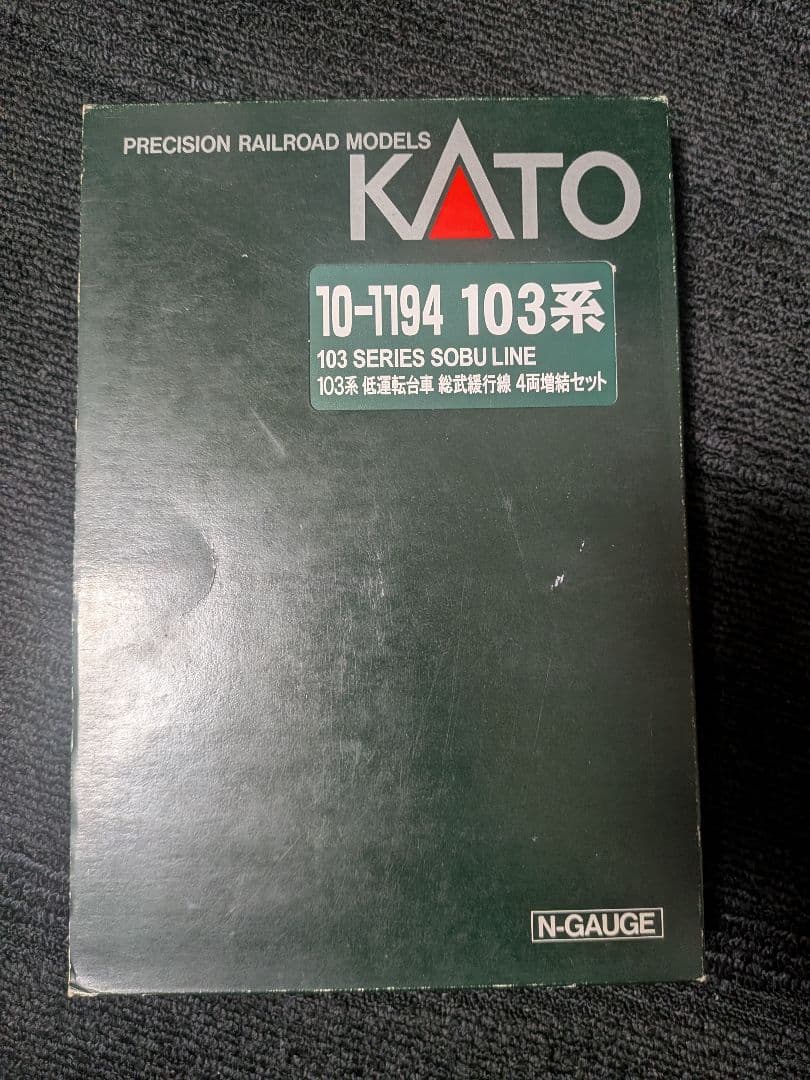 PRECISION RAILROAD MODELS
KATO
10-1194 103系
103 SERIES SOBU LINE
103系 低運転台車 総武緩行線 4両増結セット
N-GAUGE